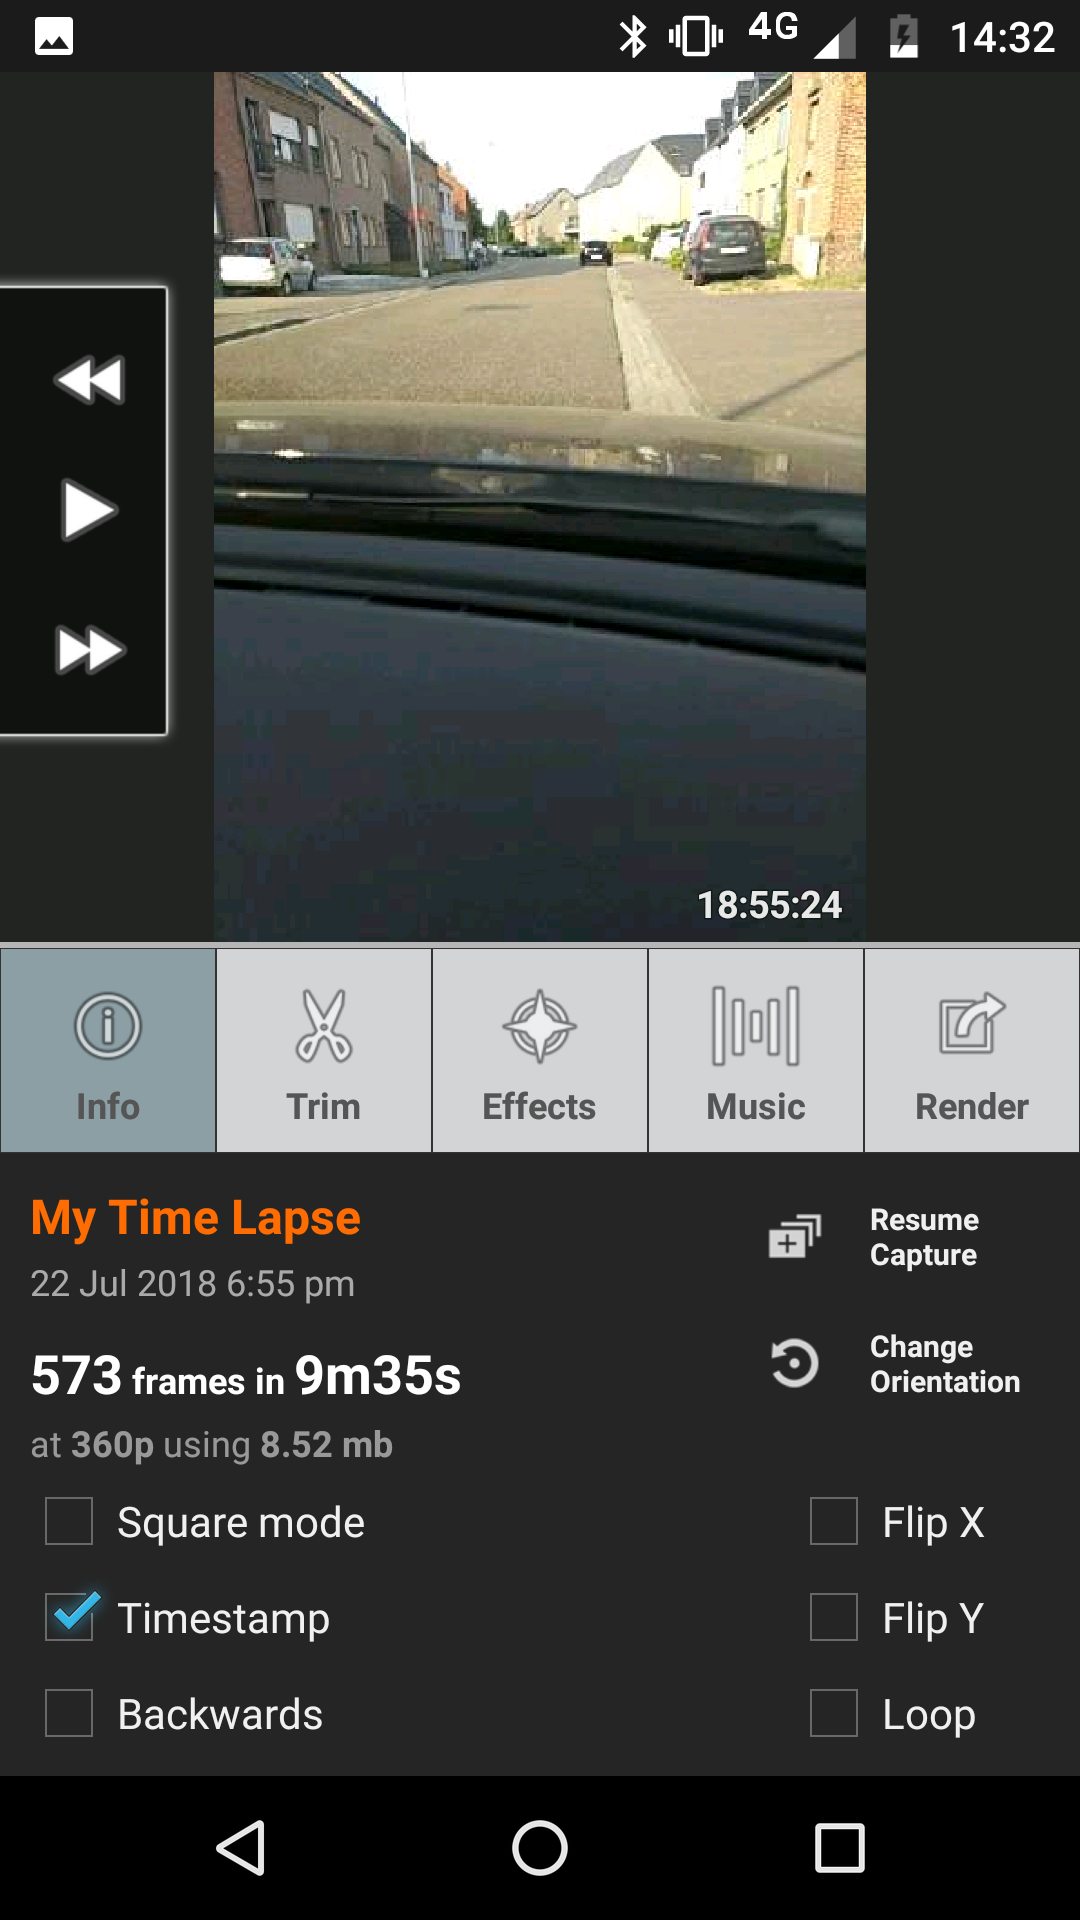 4G 14:32
18:55:24
Info Trim Effects Music Render
My Time Lapse
22 Jul 2018 6:55 pm
Resume
Capture
573 frames in 9m35s
at 360p using 8.52 mb
Change
Orientation
Square mode Flip X
Timestamp Flip Y
Backwards Loop